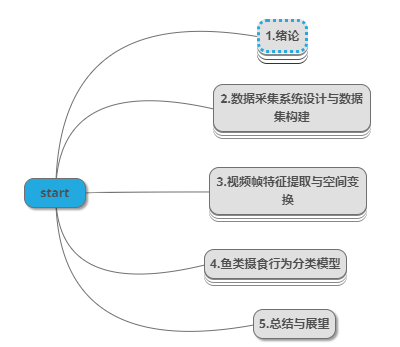 1.绪论
2.数据采集系统设计与数据
集构建
start
3.视频帧特征提取与空间变
换
4.鱼类摄食行为分类模型
5.总结与展望